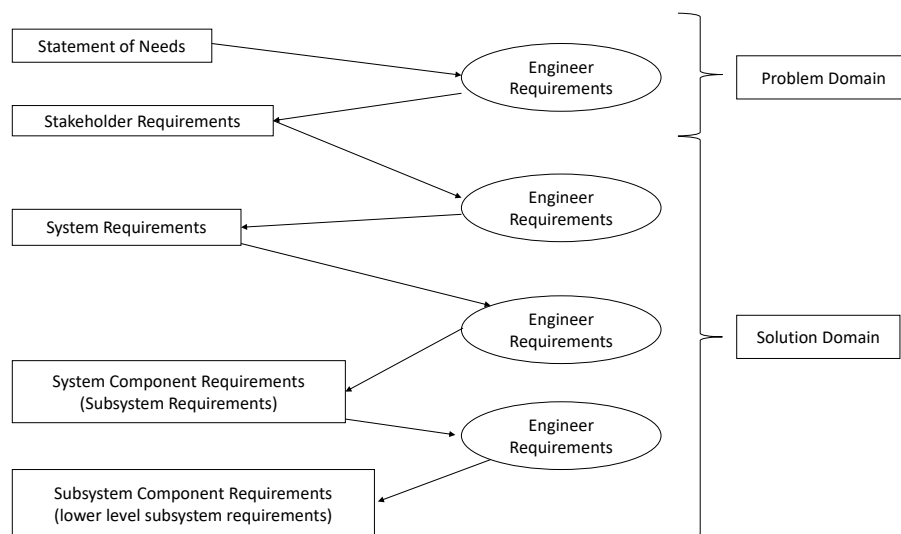 Statement of Needs
Engineer
Requirements
Problem Domain
Stakeholder Requirements
Engineer
Requirements
System Requirements
Engineer
Requirements
Solution Domain
System Component Requirements
(Subsystem Requirements)
Engineer
Requirements
Subsystem Component Requirements
(lower level subsystem requirements)